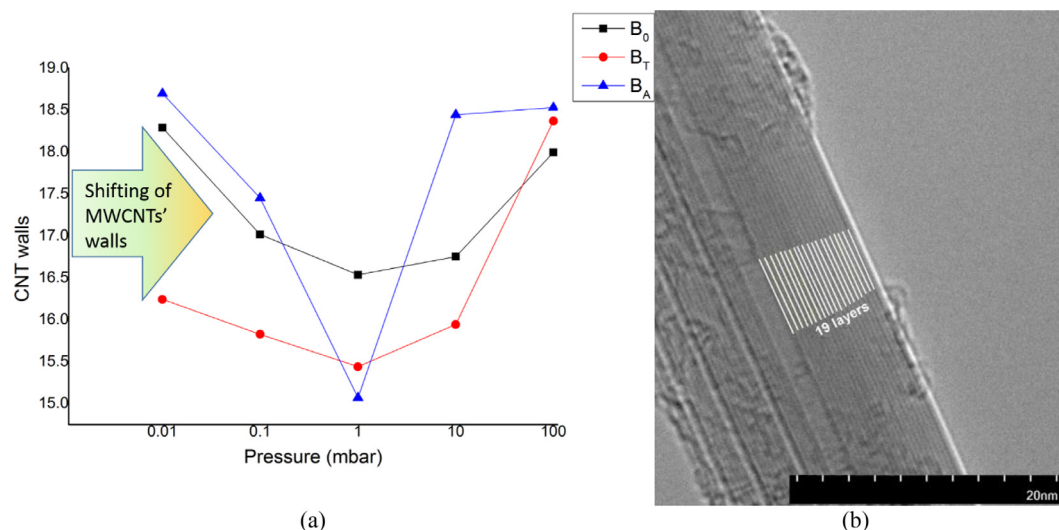 B0
BT
BA
19.0
18.5
18.0
17.5
17.0
16.5
16.0
15.5
15.0
CNT walls
Shifting of
MWCNTs'
walls
0.01
0.1
1
10
100
Pressure (mbar)
(a)
19 layers
20nm
(b)